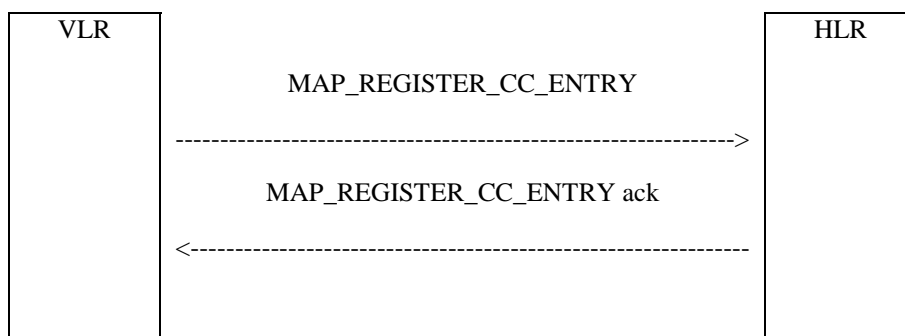 VLR HLR
MAP_REGISTER_CC_ENTRY
--------------------------------------------------------------->
MAP_REGISTER_CC_ENTRY ack
<---------------------------------------------------------------